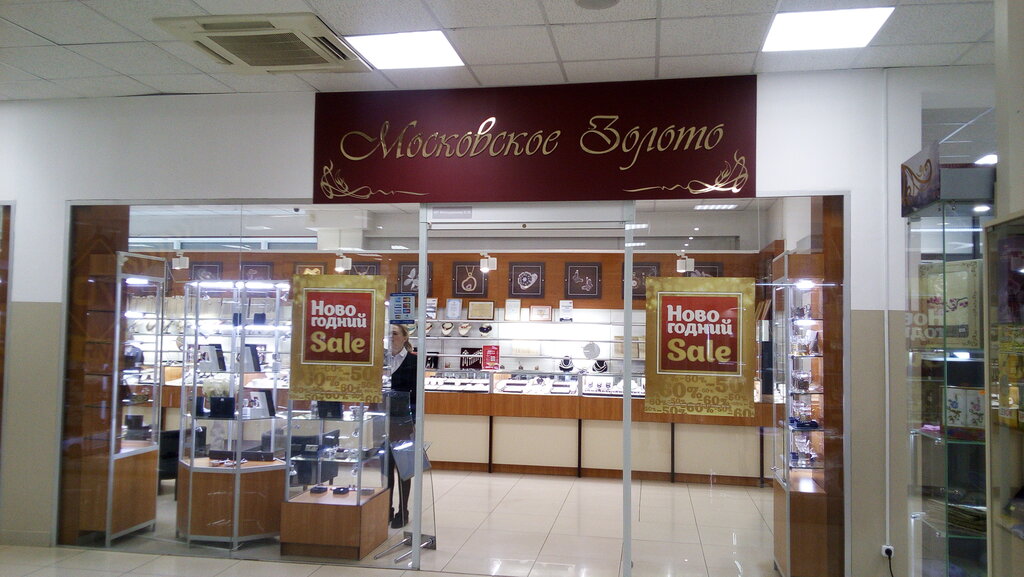 Московское Золото
Ново
годний
Sale
Ново
годний
Sale